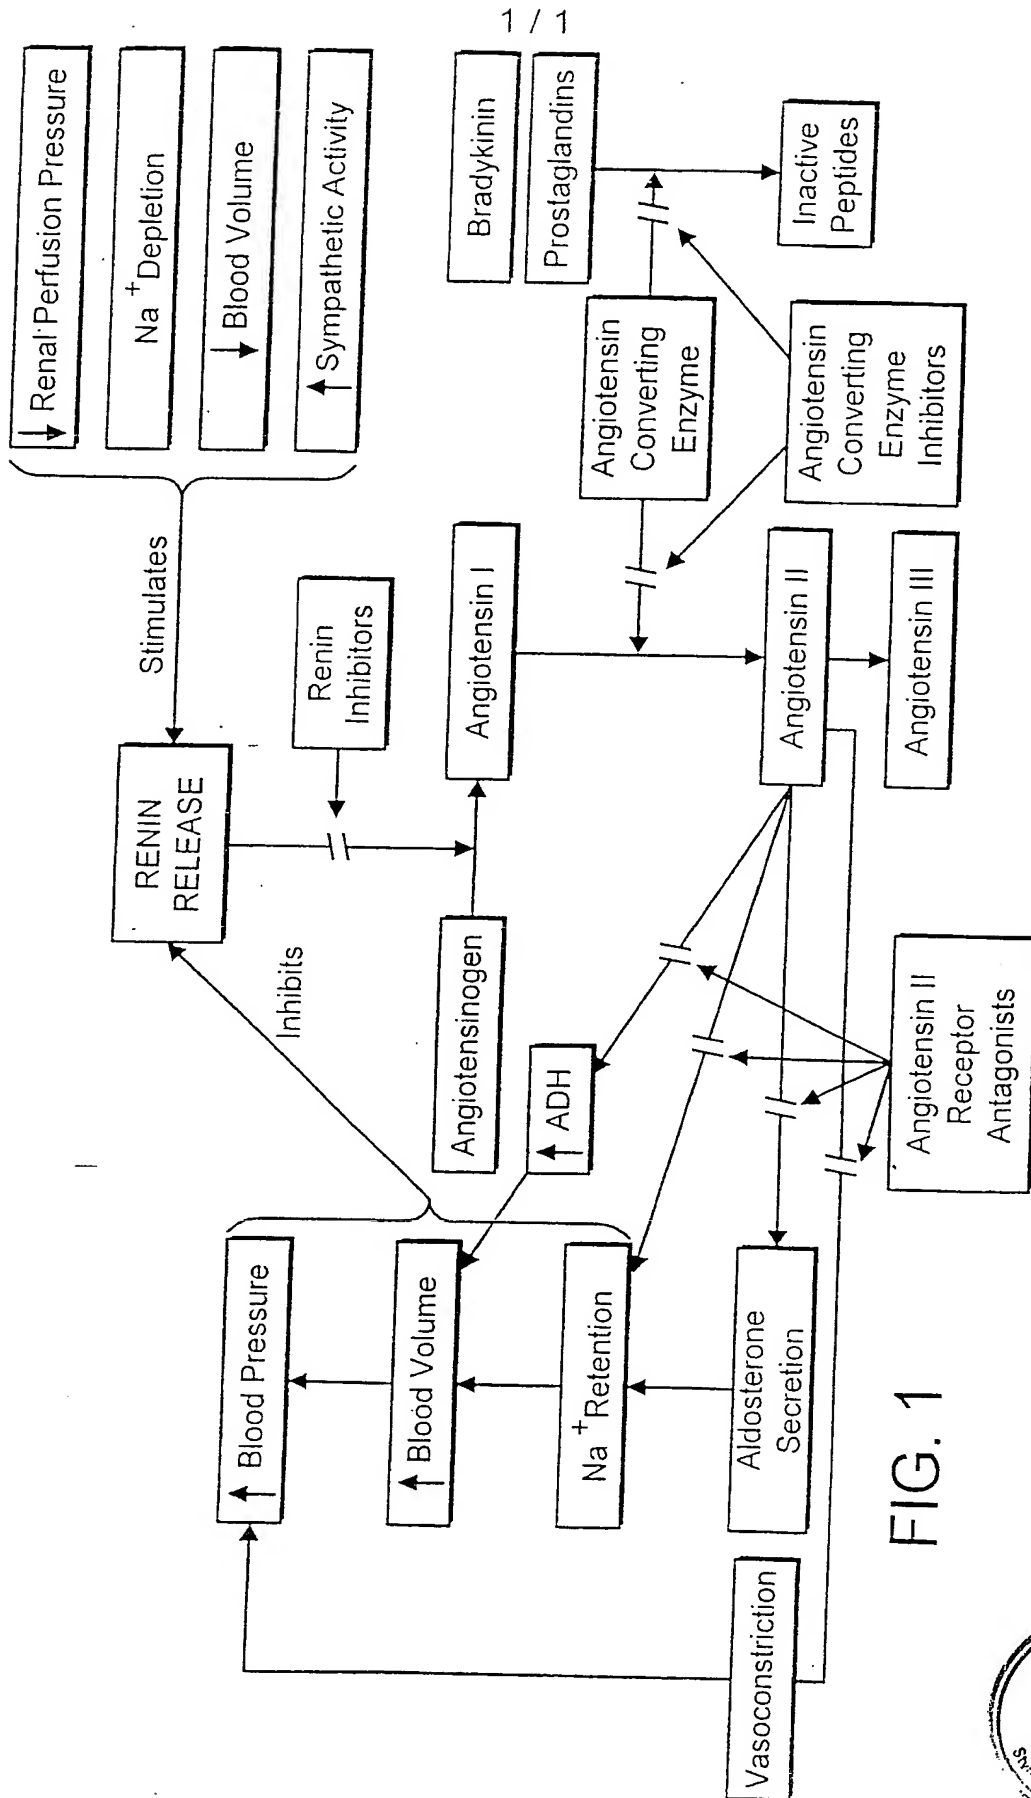 1 / 1
↓ Renal Perfusion Pressure
Na⁺ Depletion
↓ Blood Volume
↑ Sympathetic Activity
Stimulates
RENIN
RELEASE
Inhibits
Renin
Inhibitors
Angiotensinogen
Angiotensin I
Bradykinin
Prostaglandins
Angiotensin
Converting
Enzyme
Inactive
Peptides
Angiotensin
Converting
Enzyme
Inhibitors
Angiotensin II
Angiotensin III
↑ ADH
↑ Blood Pressure
↑ Blood Volume
Na⁺ Retention
Aldosterone
Secretion
Vasoconstriction
Angiotensin II
Receptor
Antagonists
FIG. 1